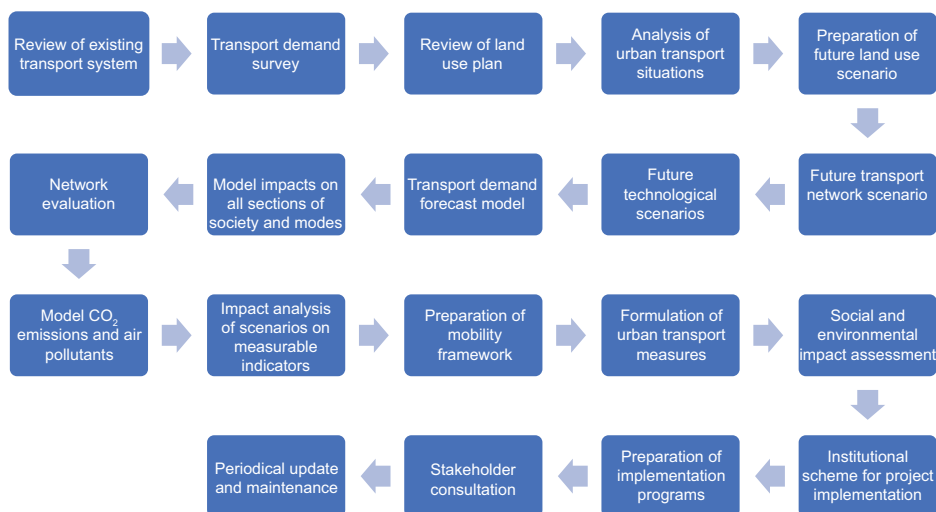 Review of existing
transport system
Transport demand
survey
Review of land
use plan
Analysis of
urban transport
situations
Preparation of
future land use
scenario
Future transport
network scenario
Future
technological
scenarios
Transport demand
forecast model
Model impacts on
all sections of
society and modes
Network
evaluation
Model CO₂
emissions and air
pollutants
Impact analysis
of scenarios on
measurable
indicators
Preparation of
mobility
framework
Formulation of
urban transport
measures
Social and
environmental
impact assessment
Institutional
scheme for project
implementation
Preparation of
implementation
programs
Stakeholder
consultation
Periodical update
and maintenance